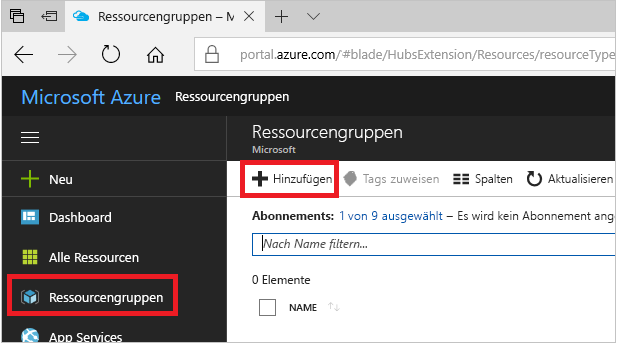 Ressourcengruppen – M
portal.azure.com/#blade/HubsExtension/Resources/resourceType
Microsoft Azure Ressourcengruppen
Ressourcengruppen
Microsoft
Neu
Dashboard
Alle Ressourcen
Ressourcengruppen
App Services
Hinzufügen Tags zuweisen Spalten Aktualisieren
Abonnements: 1 von 9 ausgewählt – Es wird kein Abonnement ang
Nach Name filtern...
0 Elemente
NAME